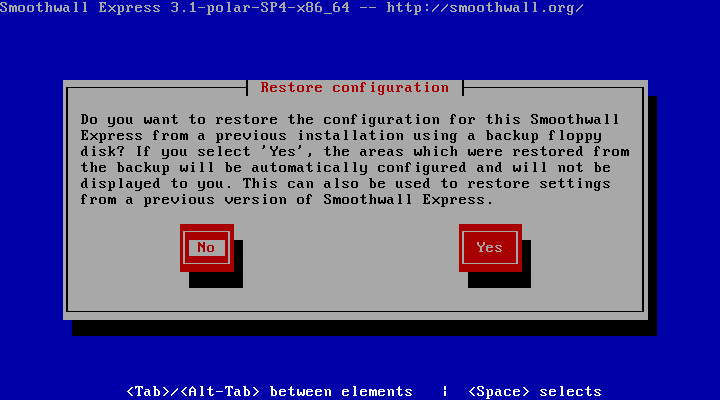 Smoothwall Express 3.1-polar-SP4-x86_64 -- http://smoothwall.org/
Restore configuration
Do you want to restore the configuration for this Smoothwall
Express from a previous installation using a backup floppy
disk? If you select 'Yes', the areas which were restored from
the backup will be automatically configured and will not be
displayed to you. This can also be used to restore settings
from a previous version of Smoothwall Express.
No Yes
<Tab>/<Alt-Tab> between elements | <Space> selects